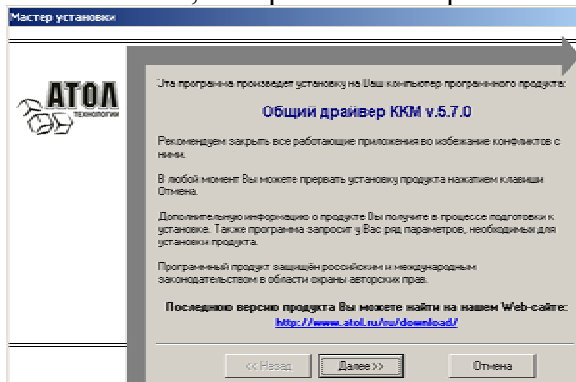 Мастер установки
АТОЛ
ТЕХНОЛОГИИ
Эта программа произведет установку на Ваш компьютер программного продукта:
Общий драйвер ККМ v.5.7.0
Рекомендуем закрыть все работающие приложения во избежание конфликтов с
ними.
В любой момент Вы можете прервать установку продукта нажатием клавиши
Отмена.
Дополнительную информацию о продукте Вы получите в процессе подготовки к
установке. Также программа запросит у Вас ряд параметров, необходимых для
установки продукта.
Программный продукт защищён российским и международным
законодательством в области охраны авторских прав.
Последнюю версию продукта Вы можете найти на нашем Web-сайте:
http://www.atol.ru/ru/download/
<< Назад
Далее >>
Отмена